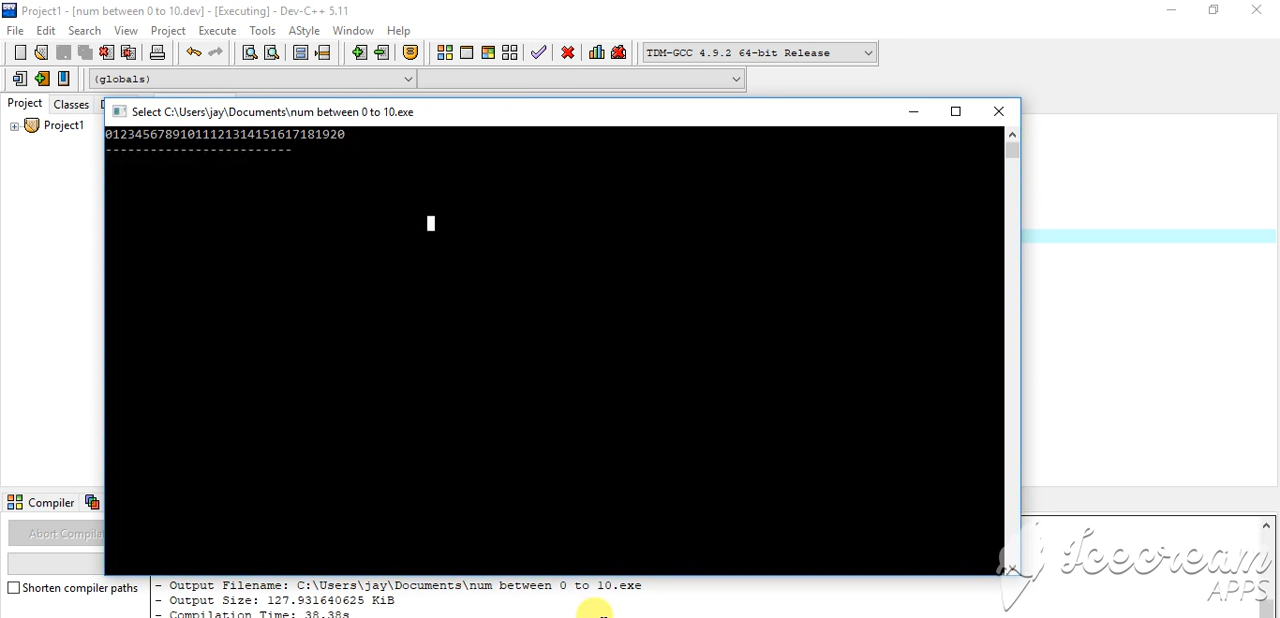 Project1 - [num between 0 to 10.dev] - [Executing] - Dev-C++ 5.11
File Edit Search View Project Execute Tools AStyle Window Help
TDM-GCC 4.9.2 64-bit Release
(globals)
Project Classes D
Select C:\Users\jay\Documents\num between 0 to 10.exe
Project1
01234567891011121314151617181920
-------------------------
Compiler
Abort Compila
Shorten compiler paths
- Output Filename: C:\Users\jay\Documents\num between 0 to 10.exe
- Output Size: 127.931640625 KiB
- Compilation Time: 38.38s
Icecream
APPS